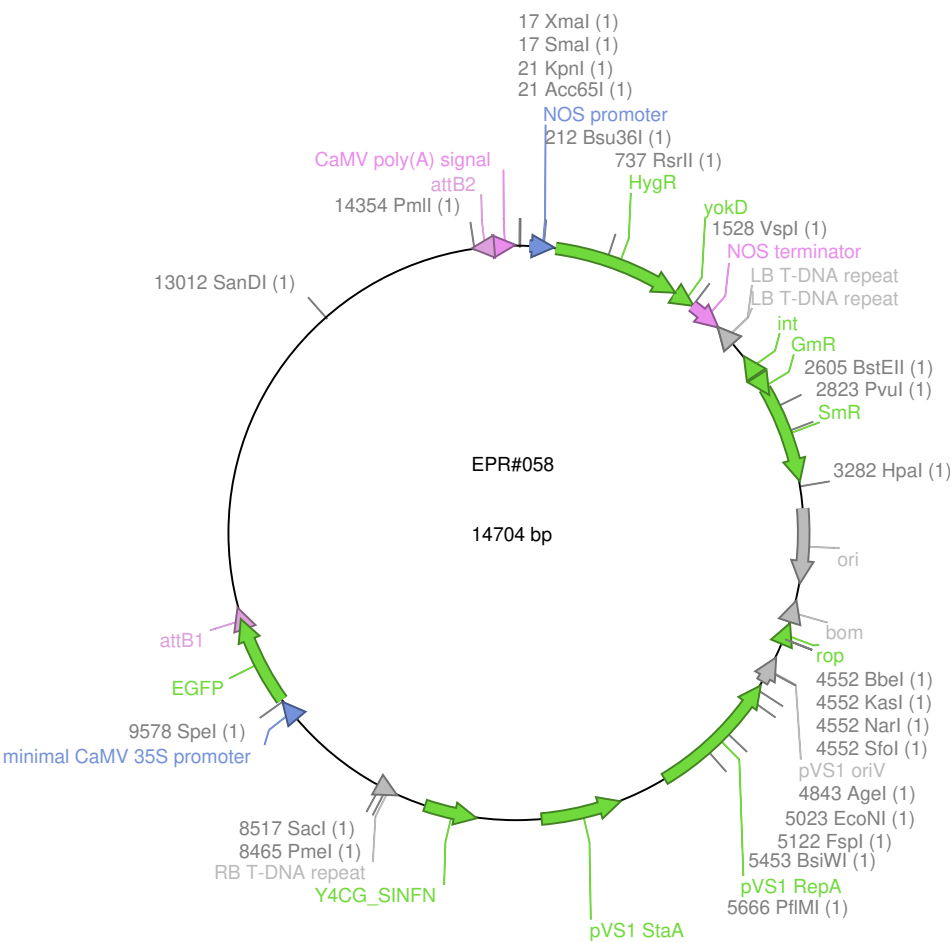 17 XmaI (1)
17 SmaI (1)
21 KpnI (1)
21 Acc65I (1)
NOS promoter
212 Bsu36I (1)
CaMV poly(A) signal
737 RsrII (1)
attB2
HygR
14354 PmlI (1)
yokD
1528 VspI (1)
NOS terminator
LB T-DNA repeat
13012 SanDI (1)
LB T-DNA repeat
int
GmR
2605 BstEII (1)
2823 PvuI (1)
SmR
EPR#058
3282 HpaI (1)
14704 bp
ori
attB1
bom
rop
EGFP
4552 BbeI (1)
4552 KasI (1)
9578 SpeI (1)
4552 NarI (1)
4552 SfoI (1)
minimal CaMV 35S promoter
pVS1 oriV
4843 AgeI (1)
5023 EcoNI (1)
8517 SacI (1)
5122 FspI (1)
8465 PmeI (1)
5453 BsiWI (1)
RB T-DNA repeat
pVS1 RepA
Y4CG_SINFN
5666 PflMI (1)
pVS1 StaA